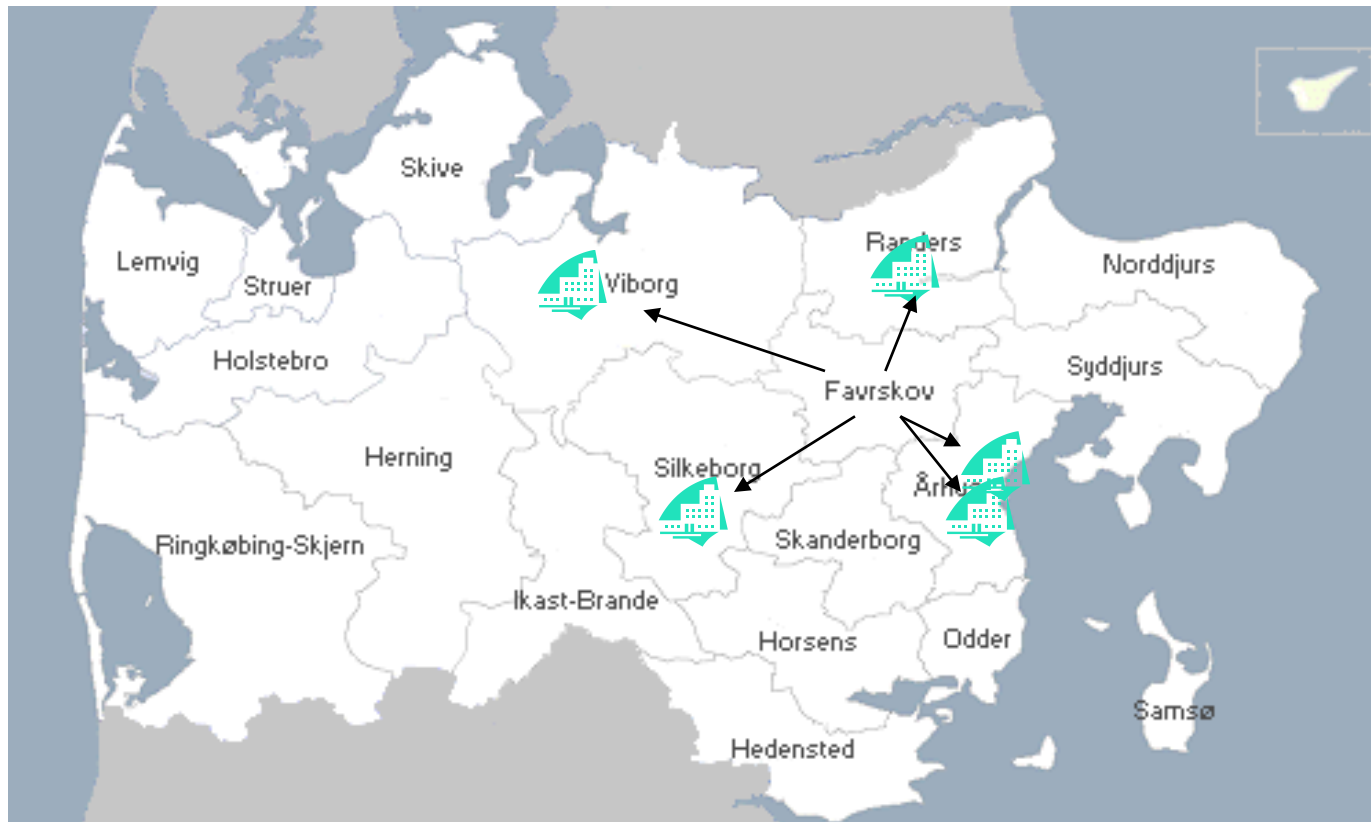 Skive
Randers
Lemvig
Struer
Viborg
Norddjurs
Holstebro
Syddjurs
Favrskov
Herning
Silkeborg
Århus
Ringkøbing-Skjern
Skanderborg
Ikast-Brande
Horsens
Odder
Samsø
Hedensted